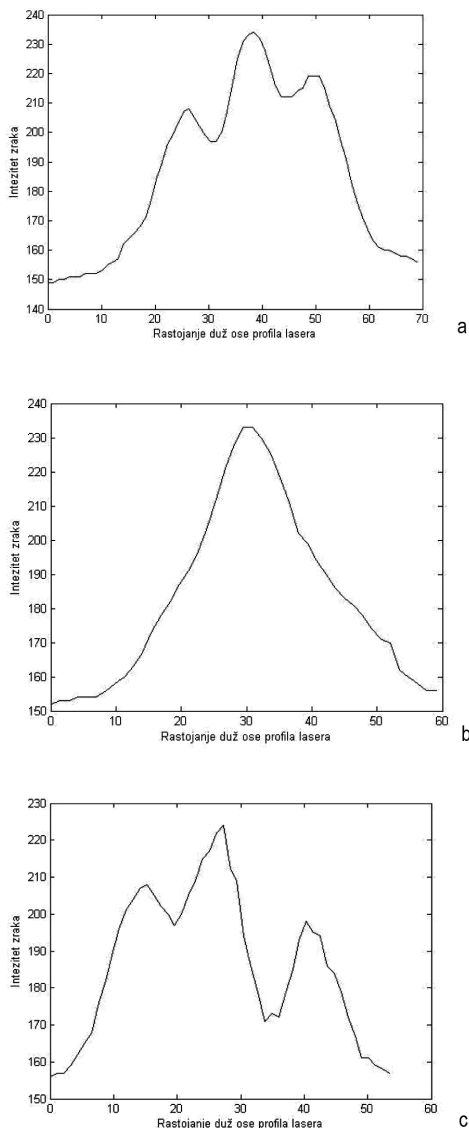 240
230
220
210
200
190
180
170
160
150
140
Intezitet zraka
0 10 20 30 40 50 60 70
Rastojanje duž ose profila lasera
a
240
230
220
210
200
190
180
170
160
150
Intezitet zraka
0 10 20 30 40 50 60
Rastojanje duž ose profila lasera
b
230
220
210
200
190
180
170
160
150
Intezitet zraka
0 10 20 30 40 50 60
Rastojanje duž ose profila lasera
c